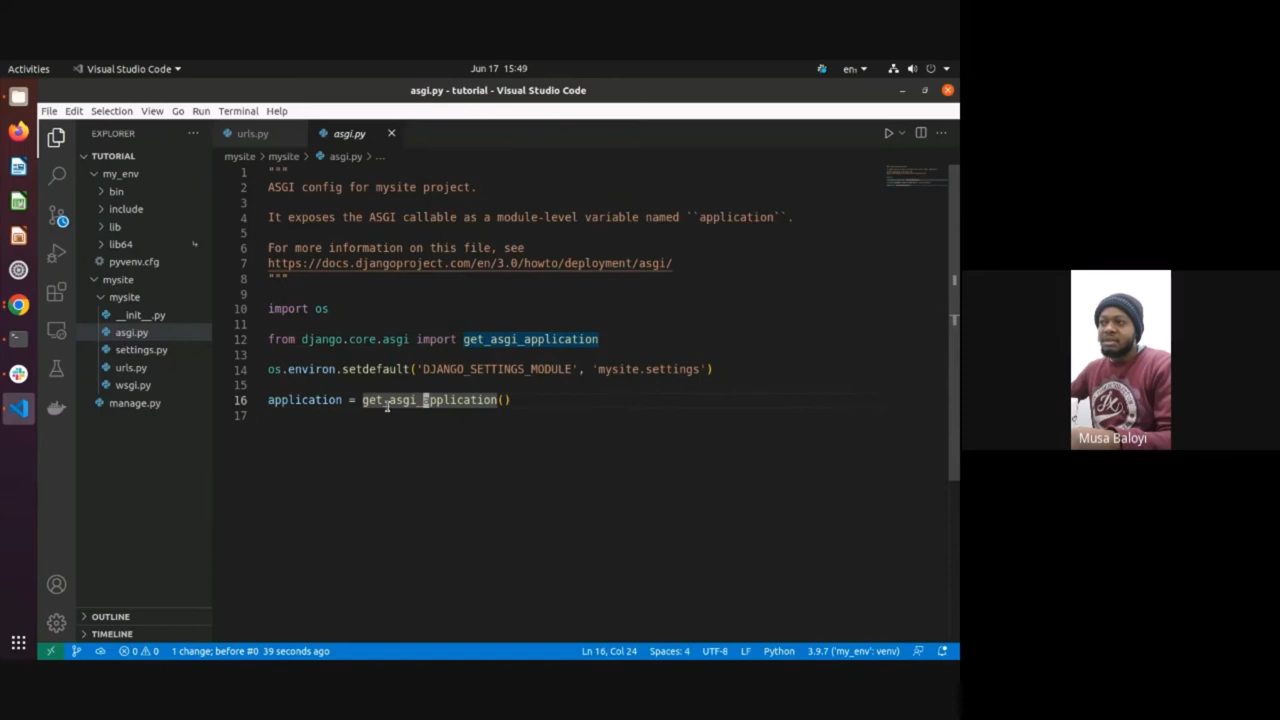 Activities
Visual Studio Code
Jun 17 15:49
en₁
asgi.py - tutorial - Visual Studio Code
File Edit Selection View Go Run Terminal Help
EXPLORER
urls.py
asgi.py
TUTORIAL
my_env
bin
include
lib
lib64
pyvenv.cfg
mysite
mysite
__init__.py
asgi.py
settings.py
urls.py
wsgi.py
manage.py
OUTLINE
TIMELINE
mysite > mysite > asgi.py > ...
1 """
2 ASGI config for mysite project.
3
4 It exposes the ASGI callable as a module-level variable named ``application``.
5
6 For more information on this file, see
7 https://docs.djangoproject.com/en/3.0/howto/deployment/asgi/
8 """
9
10 import os
11
12 from django.core.asgi import get_asgi_application
13
14 os.environ.setdefault('DJANGO_SETTINGS_MODULE', 'mysite.settings')
15
16 application = get_asgi_application()
17
0 0 1 change; before #0 39 seconds ago
Ln 16, Col 24 Spaces: 4 UTF-8 LF Python 3.9.7 ('my_env': venv)
Musa Baloyi